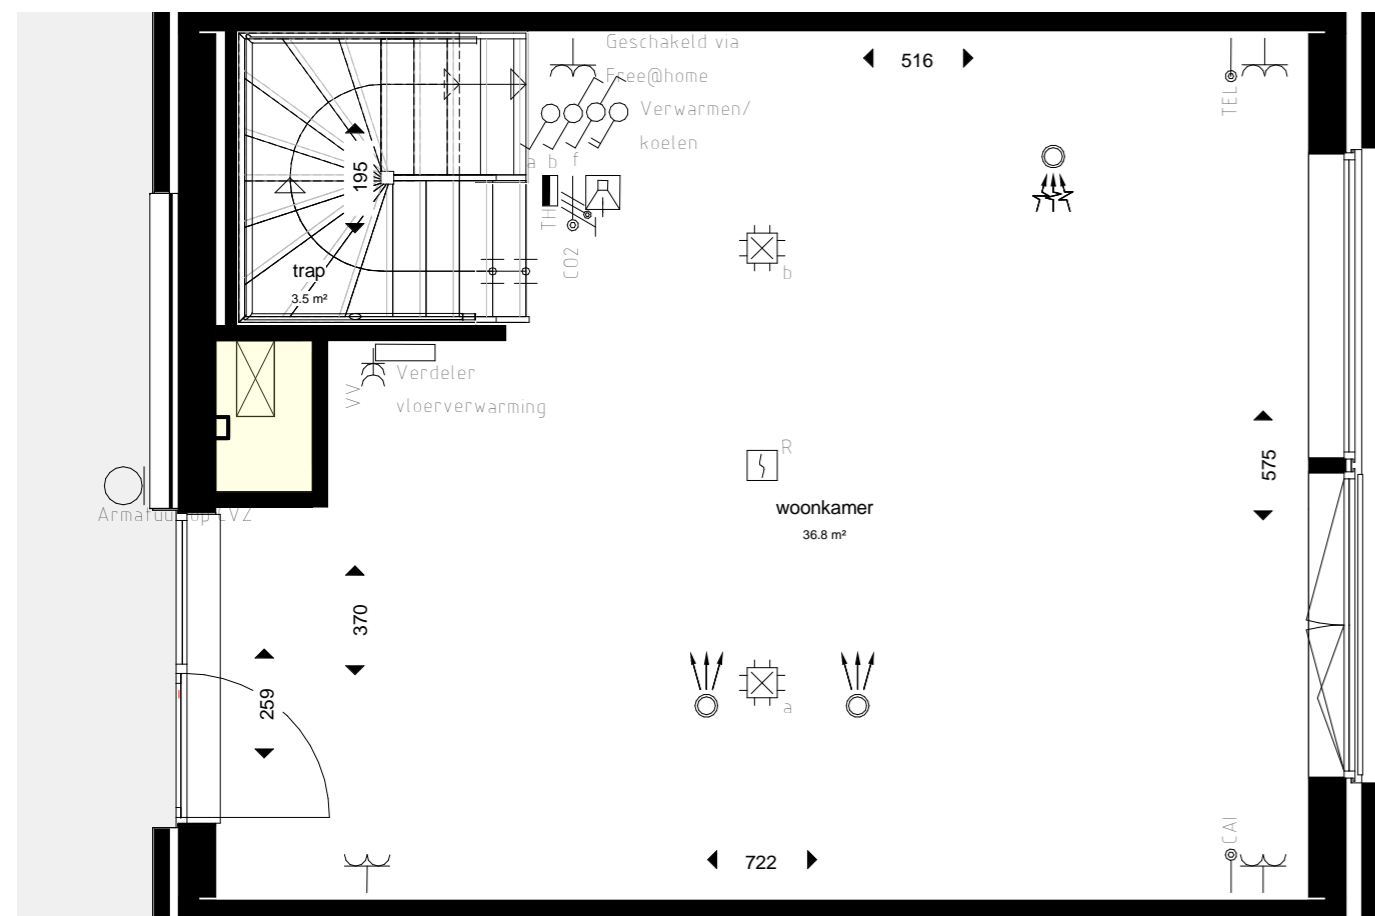 Geschakeld via
Free@home
516
Verwarmen/
koelen
TEL
a b f
195
TH
CO2
trap
3.5 m²
b
VV
Verdeler
vloerverwarming
R
575
woonkamer
36.8 m²
op LVZ
370
259
a
CAI
722